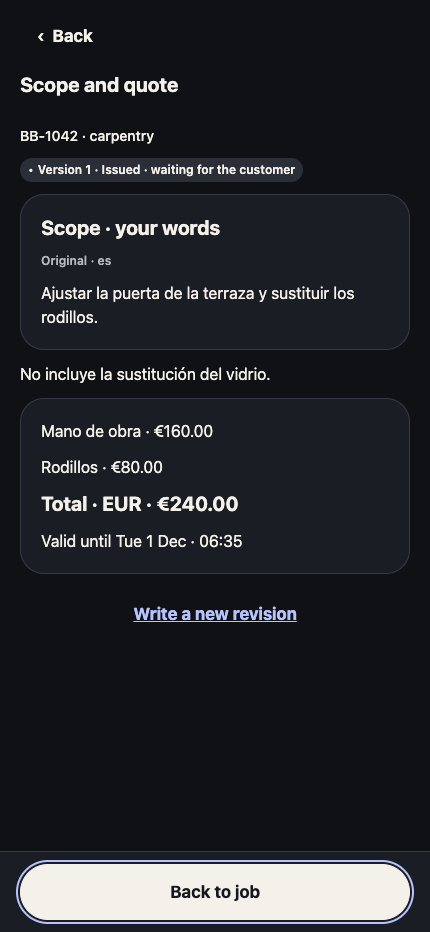 ‹ Back
Scope and quote
BB-1042 · carpentry
• Version 1 · Issued · waiting for the customer
Scope · your words
Original · es
Ajustar la puerta de la terraza y sustituir los
rodillos.
No incluye la sustitución del vidrio.
Mano de obra · €160.00
Rodillos · €80.00
Total · EUR · €240.00
Valid until Tue 1 Dec · 06:35
Write a new revision
Back to job